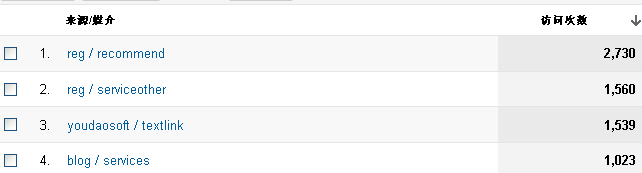 来源/媒介 访问次数
1. reg / recommend 2,730
2. reg / serviceother 1,560
3. youdaosoft / textlink 1,539
4. blog / services 1,023